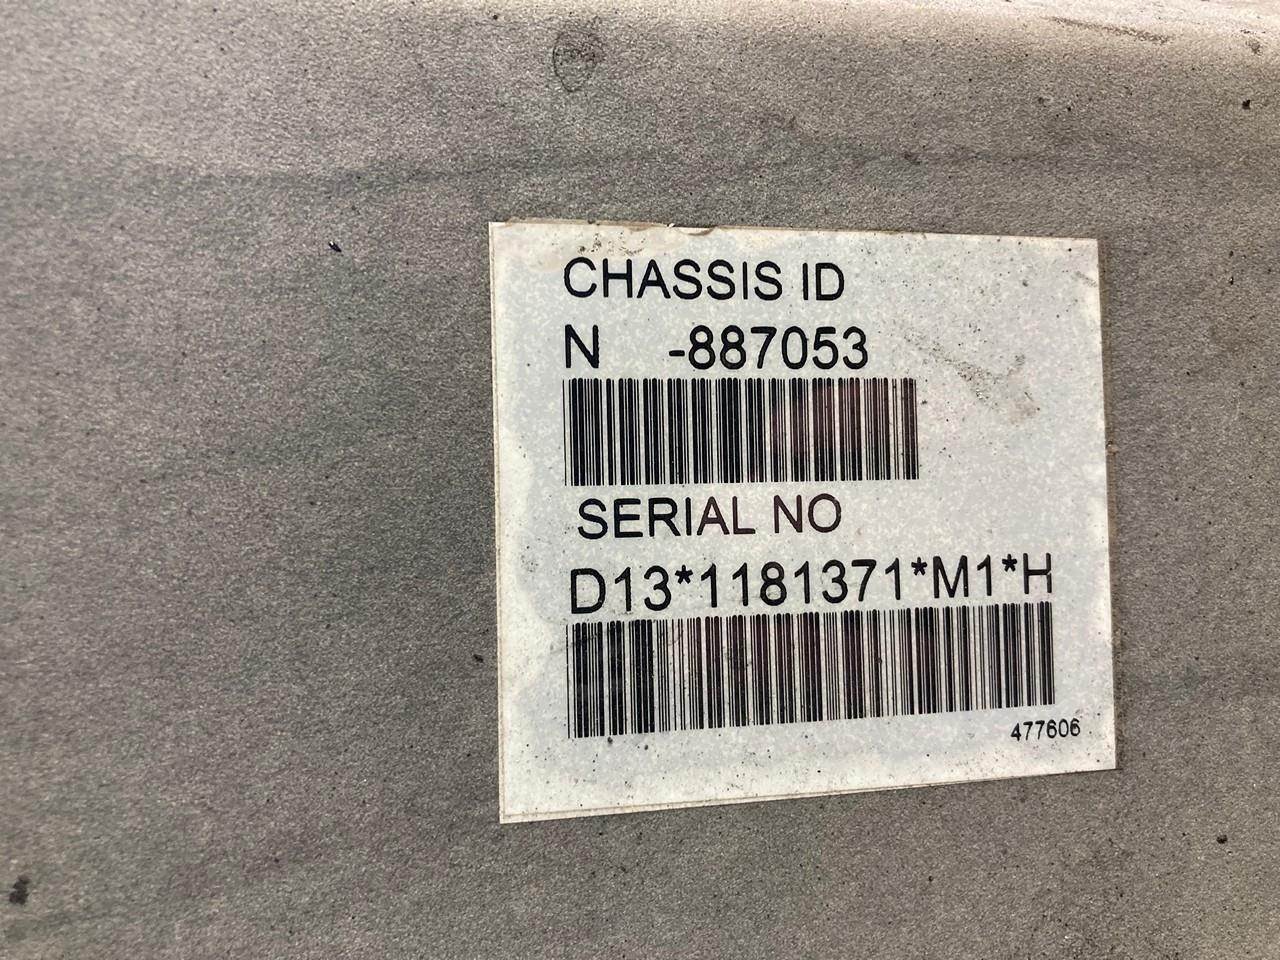 CHASSIS ID
N -887053
SERIAL NO
D13*1181371*M1*H
477606